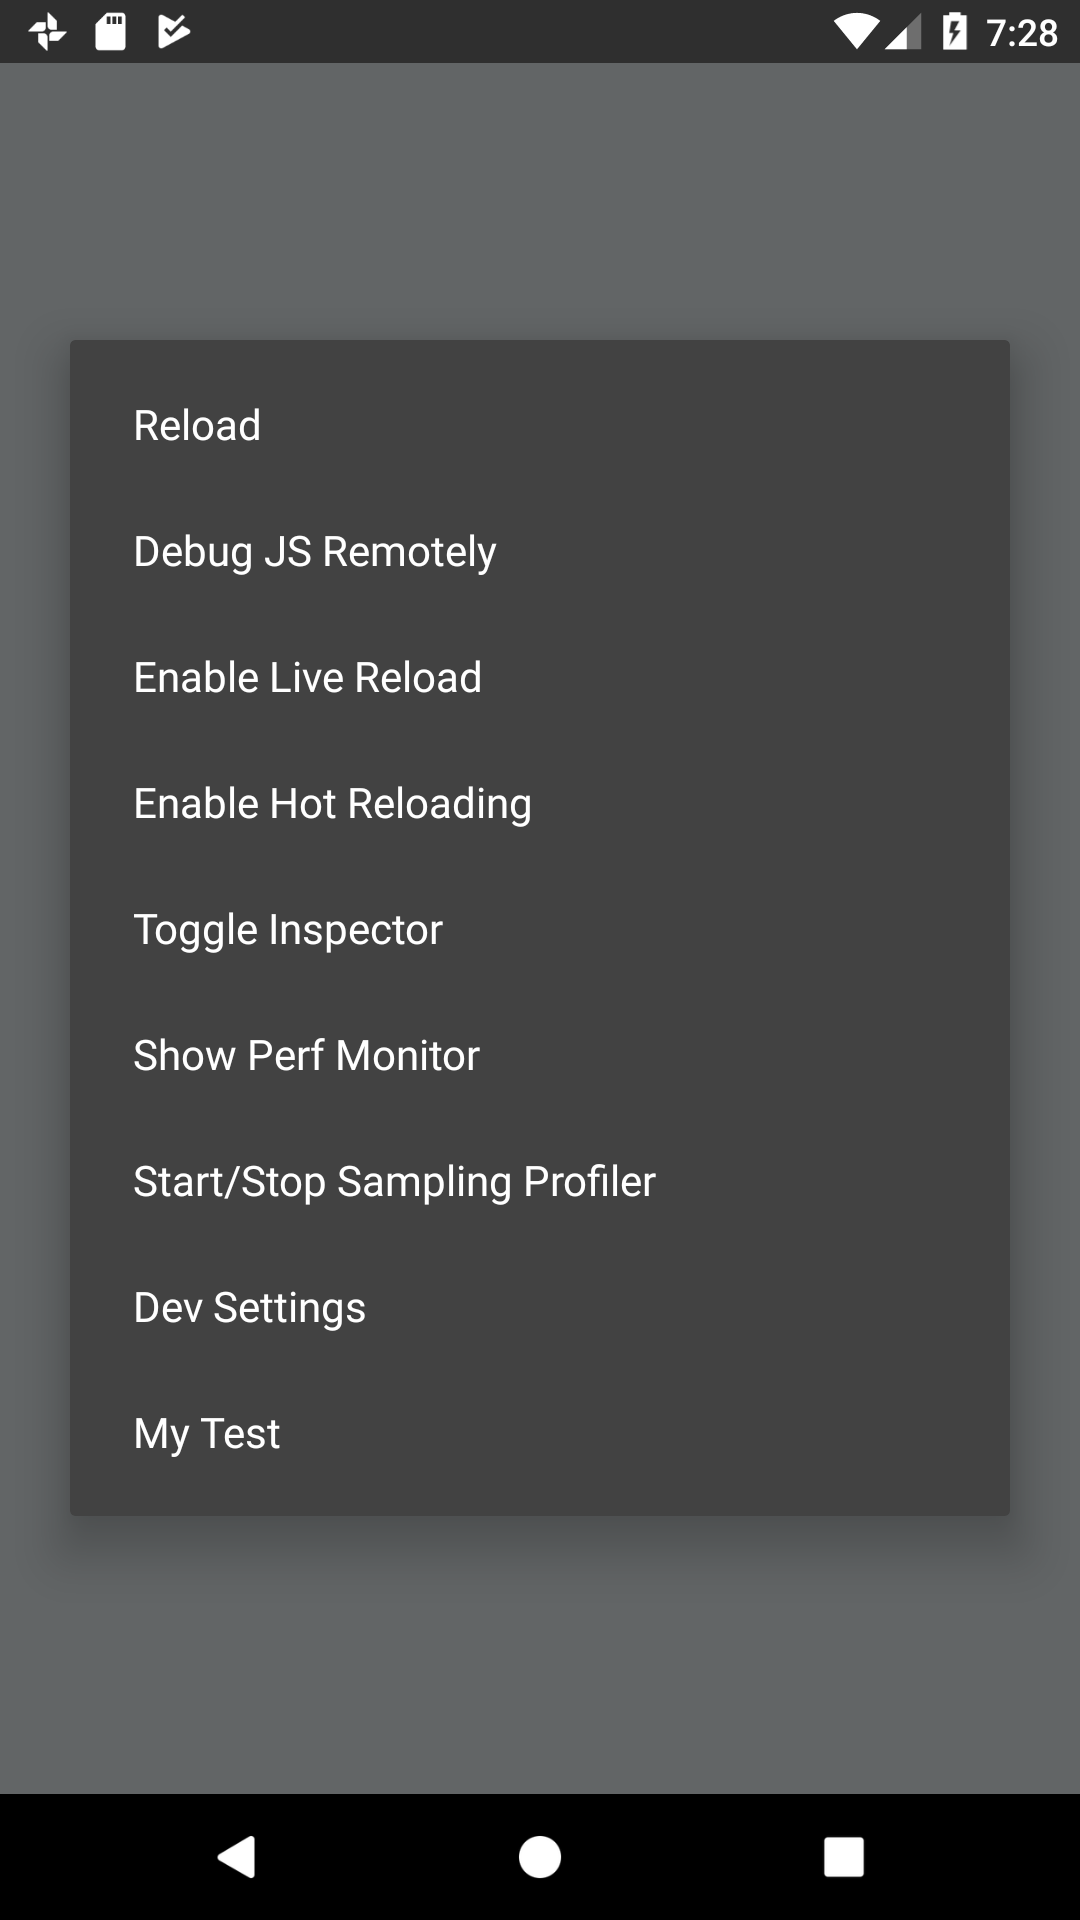 7:28
Reload
Debug JS Remotely
Enable Live Reload
Enable Hot Reloading
Toggle Inspector
Show Perf Monitor
Start/Stop Sampling Profiler
Dev Settings
My Test